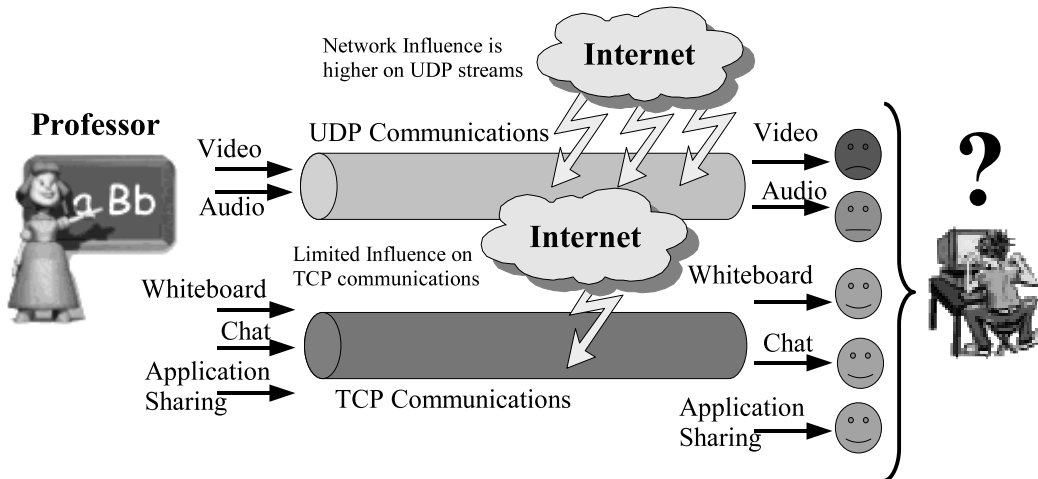 Network Influence is
higher on UDP streams
Internet
Professor
UDP Communications
Video
Video
a Bb
Audio
Audio
Internet
Limited Influence on
TCP communications
Whiteboard
Whiteboard
Chat
Chat
Application
Sharing
TCP Communications
Application
Sharing
?